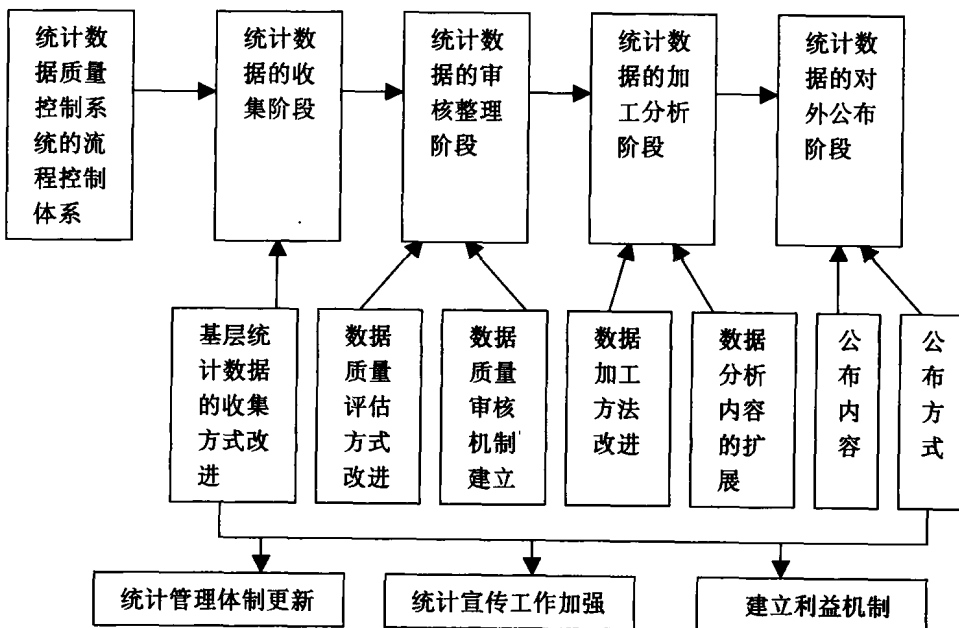 统计数
据质量
控制系
统的流
程控制
体系
统计数
据的收
集阶段
统计数
据的审
核整理
阶段
统计数
据的加
工分析
阶段
统计数
据的对
外公布
阶段
基层统
计数据
的收集
方式改
进
数据
质量
评估
方式
改进
数据
质量
审核
机制
建立
数据
加工
方法
改进
数据
分析
内容
的扩
展
公
布
内
容
公
布
方
式
统计管理体制更新
统计宣传工作加强
建立利益机制